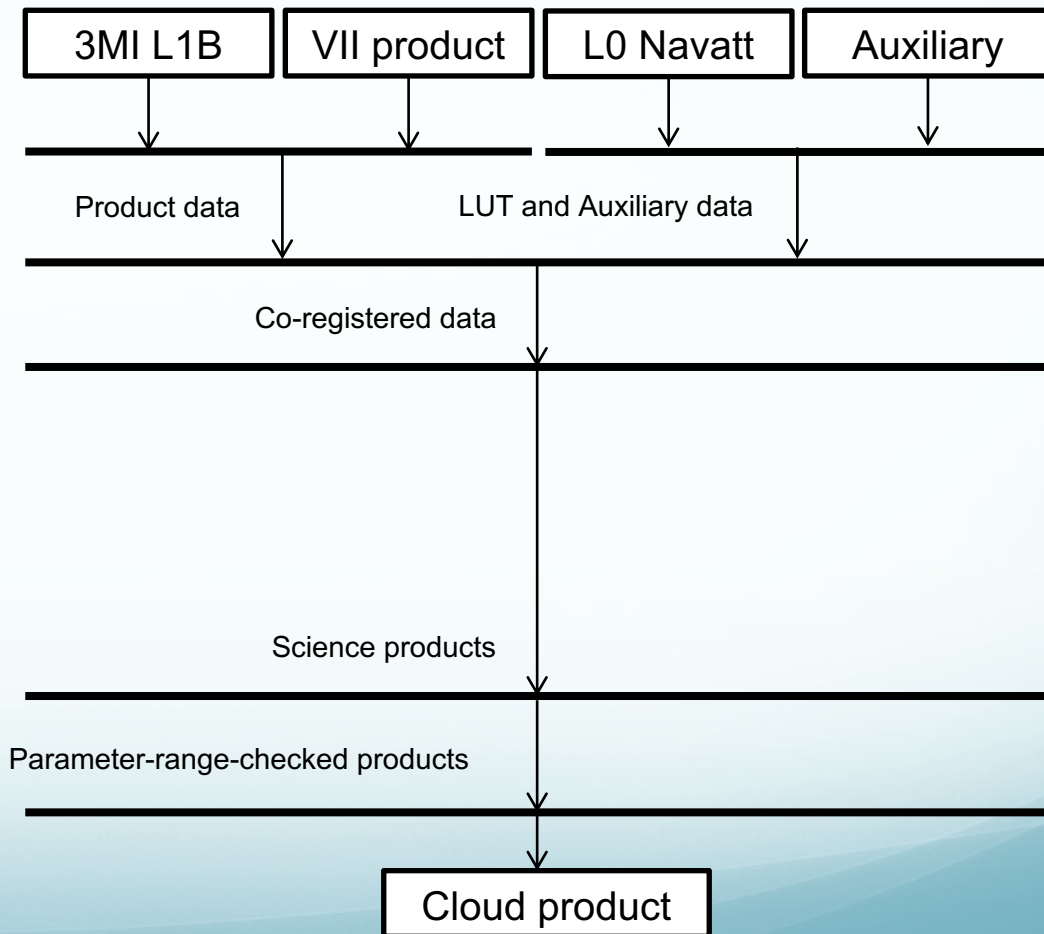 3MI L1B
VII product
L0 Navatt
Auxiliary
Product data
LUT and Auxiliary data
Co-registered data
Science products
Parameter-range-checked products
Cloud product